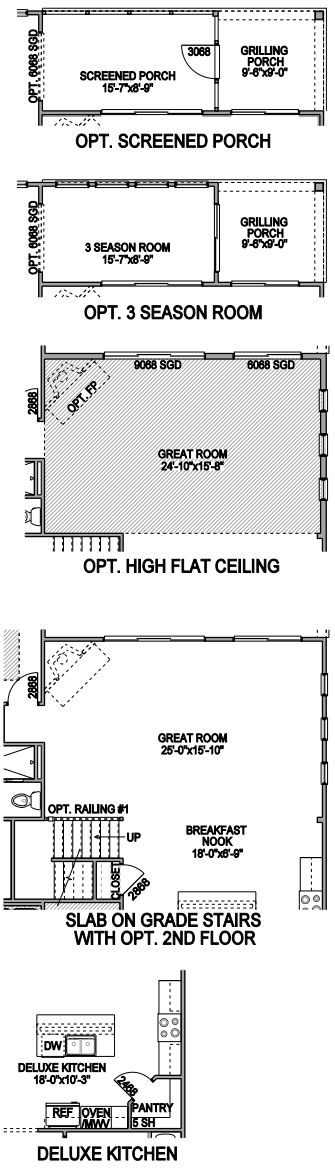 OPT. 6068 SGD
3068
SCREENED PORCH
15'-7"x8'-9"
GRILLING
PORCH
9'-6"x9'-0"
OPT. SCREENED PORCH
OPT. 6068 SGD
3 SEASON ROOM
15'-7"x8'-9"
GRILLING
PORCH
9'-6"x9'-0"
OPT. 3 SEASON ROOM
9068 SGD
6068 SGD
2868
OPT. FP
GREAT ROOM
24'-10"x15'-8"
OPT. HIGH FLAT CEILING
2868
GREAT ROOM
25'-0"x15'-10"
OPT. RAILING #1
UP
BREAKFAST
NOOK
18'-0"x6'-9"
CLOSET
2868
SLAB ON GRADE STAIRS
WITH OPT. 2ND FLOOR
DW
DELUXE KITCHEN
18'-0"x10'-3"
2468
REF
OVEN
/MWV
PANTRY
5 SH
DELUXE KITCHEN